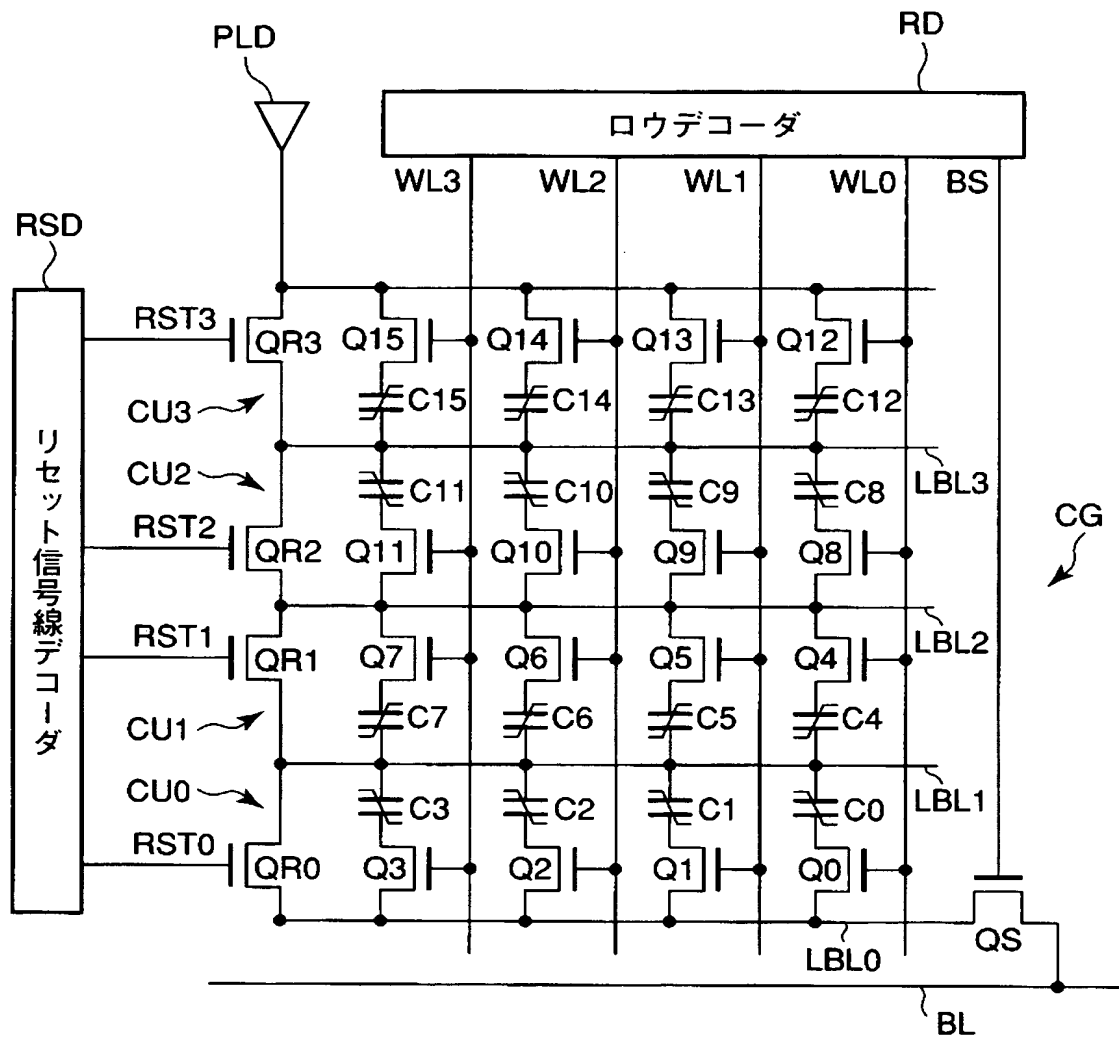 PLD
RD
ロウデコーダ
WL3 WL2 WL1 WL0 BS
RSD
リセット信号線デコーダ
RST3 QR3 Q15 Q14 Q13 Q12
CU3 C15 C14 C13 C12
LBL3
CU2 C11 C10 C9 C8
CG
RST2 QR2 Q11 Q10 Q9 Q8
LBL2
RST1 QR1 Q7 Q6 Q5 Q4
CU1 C7 C6 C5 C4
LBL1
CU0 C3 C2 C1 C0
RST0 QR0 Q3 Q2 Q1 Q0
LBL0 QS
BL